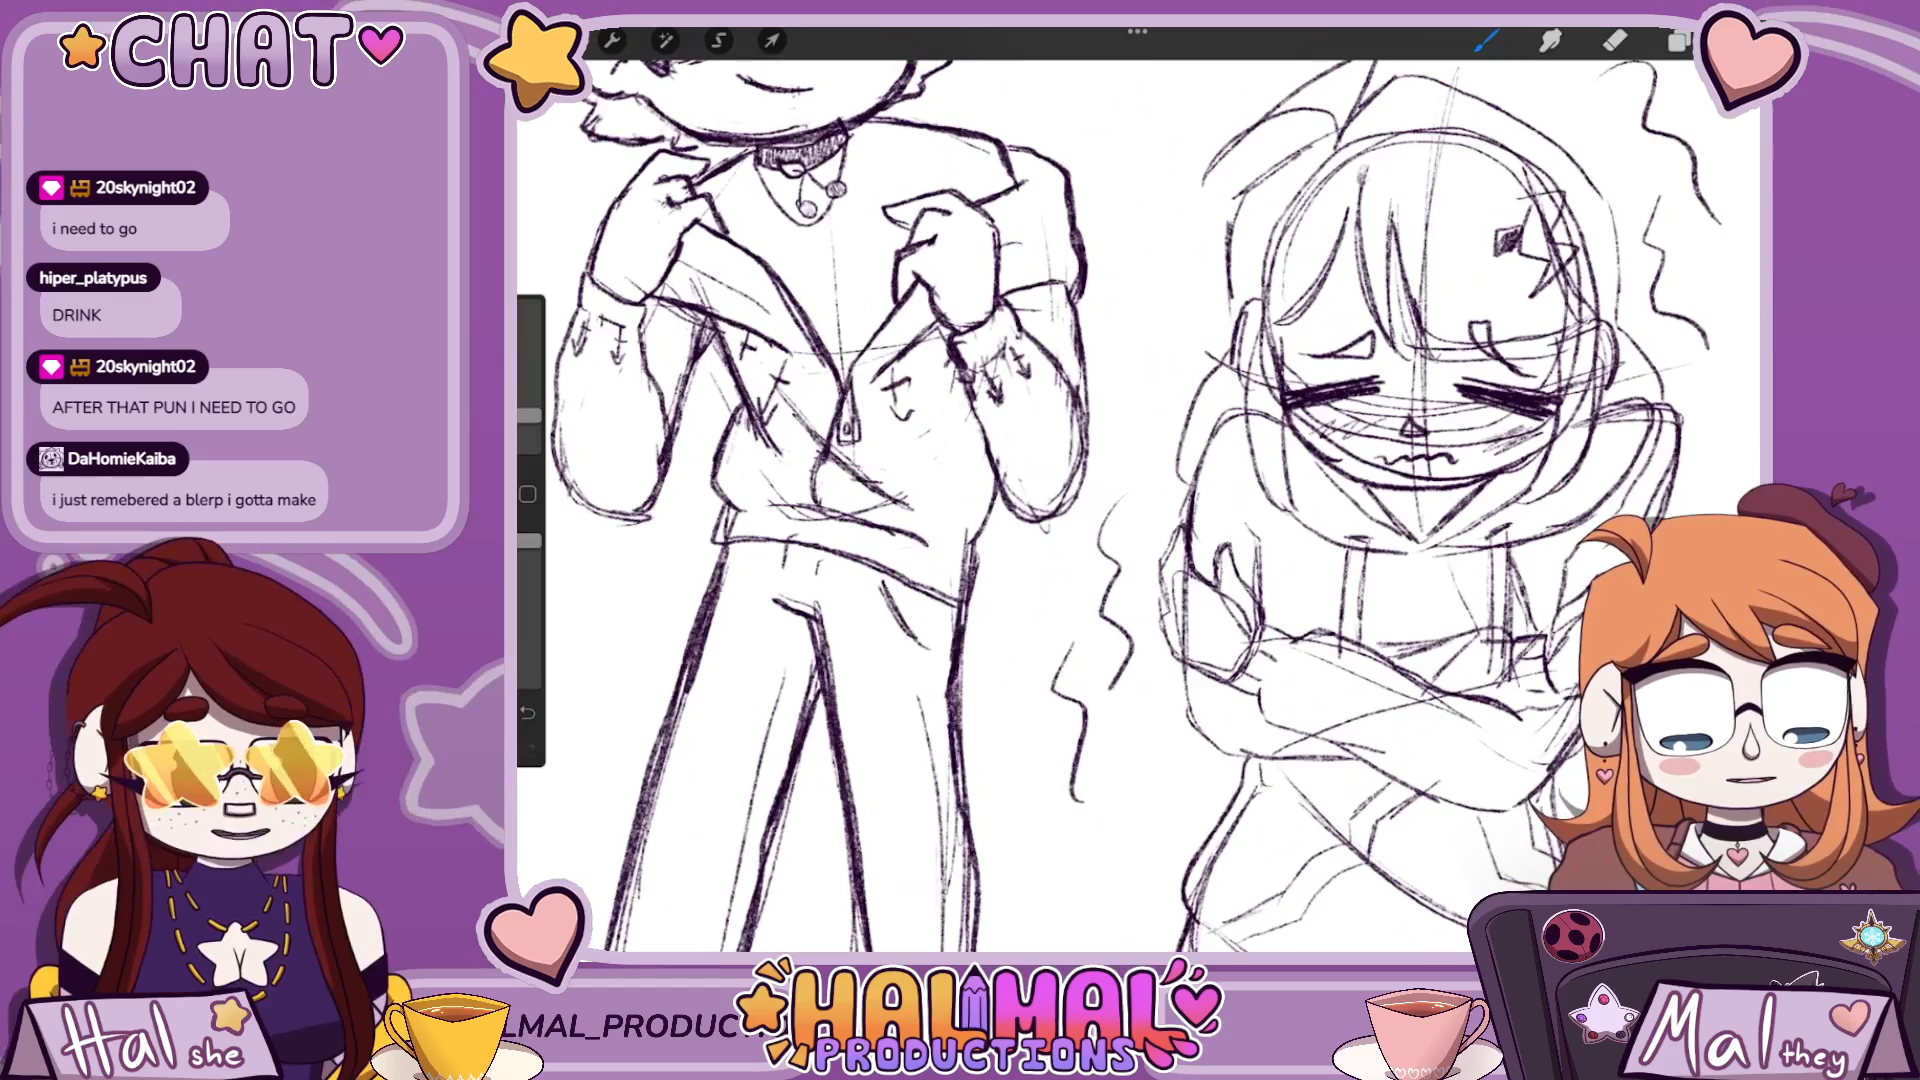 CHAT
20skynight02
i need to go
hiper_platypus
DRINK
20skynight02
AFTER THAT PUN I NEED TO GO
DaHomieKaiba
i just remebered a blerp i gotta make
Hal she
LMAL_PRODUC
HALMAL
PRODUCTIONS
Mal they